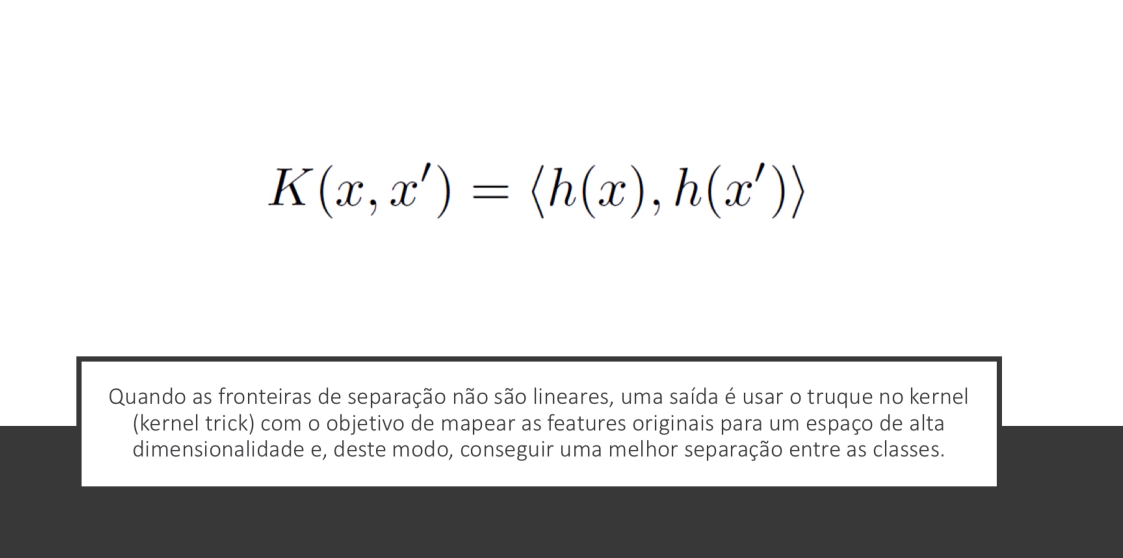 K(x, x′) = ⟨h(x), h(x′)⟩
Quando as fronteiras de separação não são lineares, uma saída é usar o truque no kernel
(kernel trick) com o objetivo de mapear as features originais para um espaço de alta
dimensionalidade e, deste modo, conseguir uma melhor separação entre as classes.